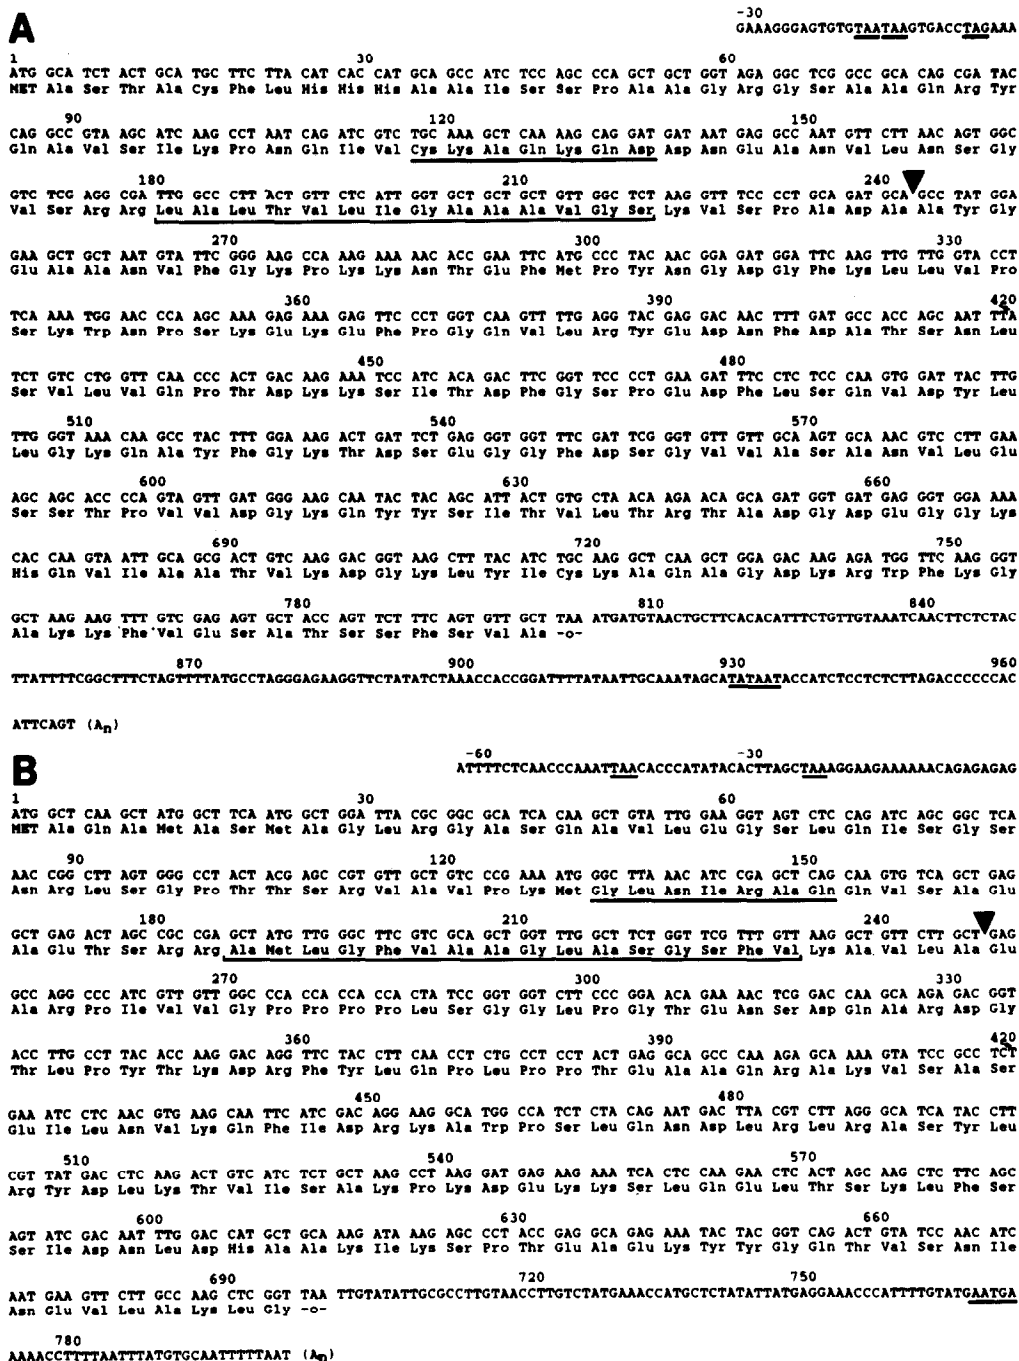 A
-30
GAAAGGGAGTGTGTAATAAGTGACCTAGAAA
1 30 60
ATG GCA TCT ACT GCA TGC TTC TTA CAT CAC CAT GCA GCC ATC TCC AGC CCA GCT GCT GGT AGA GGC TCG GCC GCA CAG CGA TAC
MET Ala Ser Thr Ala Cys Phe Leu His His His Ala Ala Ile Ser Ser Pro Ala Ala Gly Arg Gly Ser Ala Ala Gln Arg Tyr
90 120 150
CAG GCC GTA AGC ATC AAG CCT AAT CAG ATC GTC TGC AAA GCT CAA AAG CAG GAT GAT AAT GAG GCC AAT GTT CTT AAC AGT GGC
Gln Ala Val Ser Ile Lys Pro Asn Gln Ile Val Cys Lys Ala Gln Lys Gln Asp Asp Asn Glu Ala Asn Val Leu Asn Ser Gly
180 210 240
GTC TCG AGG CGA TTG GCC CTT ACT GTT CTC ATT GGT GCT GCT GCT GTT GGC TCT AAG GTT TCC CCT GCA GAT GCA GCC TAT GGA
Val Ser Arg Arg Leu Ala Leu Thr Val Leu Ile Gly Ala Ala Ala Val Gly Ser Lys Val Ser Pro Ala Asp Ala Ala Tyr Gly
270 300 330
GAA GCT GCT AAT GTA TTC GGG AAG CCA AAG AAA AAC ACC GAA TTC ATG CCC TAC AAC GGA GAT GGA TTC AAG TTG TTG GTA CCT
Glu Ala Ala Asn Val Phe Gly Lys Pro Lys Lys Asn Thr Glu Phe Met Pro Tyr Asn Gly Asp Gly Phe Lys Leu Leu Val Pro
360 390 420
TCA AAA TGG AAC CCA AGC AAA GAG AAA GAG TTC CCT GGT CAA GTT TTG AGG TAC GAG GAC AAC TTT GAT GCC ACC AGC AAT TTA
Ser Lys Trp Asn Pro Ser Lys Glu Lys Glu Phe Pro Gly Gln Val Leu Arg Tyr Glu Asp Asn Phe Asp Ala Thr Ser Asn Leu
450 480
TCT GTC CTG GTT CAA CCC ACT GAC AAG AAA TCC ATC ACA GAC TTC GGT TCC CCT GAA GAT TTC CTC TCC CAA GTG GAT TAC TTG
Ser Val Leu Val Gln Pro Thr Asp Lys Lys Ser Ile Thr Asp Phe Gly Ser Pro Glu Asp Phe Leu Ser Gln Val Asp Tyr Leu
510 540 570
TTG GGT AAA CAA GCC TAC TTT GGA AAG ACT GAT TCT GAG GGT GGT TTC GAT TCG GGT GTT GTT GCA AGT GCA AAC GTC CTT GAA
Leu Gly Lys Gln Ala Tyr Phe Gly Lys Thr Asp Ser Glu Gly Gly Phe Asp Ser Gly Val Val Ala Ser Ala Asn Val Leu Glu
600 630 660
AGC AGC ACC CCA GTA GTT GAT GGG AAG CAA TAC TAC AGC ATT ACT GTG CTA ACA AGA ACA GCA GAT GGT GAT GAG GGT GGA AAA
Ser Ser Thr Pro Val Val Asp Gly Lys Gln Tyr Tyr Ser Ile Thr Val Leu Thr Arg Thr Ala Asp Gly Asp Glu Gly Gly Lys
690 720 750
CAC CAA GTA ATT GCA GCG ACT GTC AAG GAC GGT AAG CTT TAC ATC TGC AAG GCT CAA GCT GGA GAC AAG AGA TGG TTC AAG GGT
His Gln Val Ile Ala Ala Thr Val Lys Asp Gly Lys Leu Tyr Ile Cys Lys Ala Gln Ala Gly Asp Lys Arg Trp Phe Lys Gly
780 810 840
GCT AAG AAG TTT GTC GAG AGT GCT ACC AGT TCT TTC AGT GTT GCT TAA ATGATGTAACTGCTTCACACATTTCTGTTGTAAATCAACTTCTCTAC
Ala Lys Lys Phe Val Glu Ser Ala Thr Ser Ser Phe Ser Val Ala -o-
870 900 930 960
TTATTTTCGGCTTTCTAGTTTTATGCCTAGGGAGAAGGTTCTATATCTAAACCACCGGATTTTATAATTGCAAATAGCATATAATACCATCTCCTCTCTTAGACCCCCCAC
ATTCAGT (An)
B
-60 -30
ATTTTCTCAACCCAAATTAACACCCATATACACTTAGCTAAAGGAAGAAAAAACAGAGAGAG
1 30 60
ATG GCT CAA GCT ATG GCT TCA ATG GCT GGA TTA CGC GGC GCA TCA CAA GCT GTA TTG GAA GGT AGT CTC CAG ATC AGC GGC TCA
MET Ala Gln Ala Met Ala Ser Met Ala Gly Leu Arg Gly Ala Ser Gln Ala Val Leu Glu Gly Ser Leu Gln Ile Ser Gly Ser
90 120 150
AAC CGG CTT AGT GGG CCT ACT ACG AGC CGT GTT GCT GTC CCG AAA ATG GGC TTA AAC ATC CGA GCT CAG CAA GTG TCA GCT GAG
Asn Arg Leu Ser Gly Pro Thr Thr Ser Arg Val Ala Val Pro Lys Met Gly Leu Asn Ile Arg Ala Gln Gln Val Ser Ala Glu
180 210 240
GCT GAG ACT AGC CGC CGA GCT ATG TTG GGC TTC GTC GCA GCT GGT TTG GCT TCT GGT TCG TTT GTT AAG GCT GTT CTT GCT GAG
Ala Glu Thr Ser Arg Arg Ala Met Leu Gly Phe Val Ala Ala Gly Leu Ala Ser Gly Ser Phe Val Lys Ala Val Leu Ala Glu
270 300 330
GCC AGG CCC ATC GTT GTT GGC CCA CCA CCA CCA CTA TCC GGT GGT CTT CCC GGA ACA GAA AAC TCG GAC CAA GCA AGA GAC GGT
Ala Arg Pro Ile Val Val Gly Pro Pro Pro Pro Leu Ser Gly Gly Leu Pro Gly Thr Glu Asn Ser Asp Gln Ala Arg Asp Gly
360 390 420
ACC TTG CCT TAC ACC AAG GAC AGG TTC TAC CTT CAA CCT CTG CCT CCT ACT GAG GCA GCC CAA AGA GCA AAA GTA TCC GCC TCT
Thr Leu Pro Tyr Thr Lys Asp Arg Phe Tyr Leu Gln Pro Leu Pro Pro Thr Glu Ala Ala Gln Arg Ala Lys Val Ser Ala Ser
450 480
GAA ATC CTC AAC GTG AAG CAA TTC ATC GAC AGG AAG GCA TGG CCA TCT CTA CAG AAT GAC TTA CGT CTT AGG GCA TCA TAC CTT
Glu Ile Leu Asn Val Lys Gln Phe Ile Asp Arg Lys Ala Trp Pro Ser Leu Gln Asn Asp Leu Arg Leu Arg Ala Ser Tyr Leu
510 540 570
CGT TAT GAC CTC AAG ACT GTC ATC TCT GCT AAG CCT AAG GAT GAG AAG AAA TCA CTC CAA GAA CTC ACT AGC AAG CTC TTC AGC
Arg Tyr Asp Leu Lys Thr Val Ile Ser Ala Lys Pro Lys Asp Glu Lys Lys Ser Leu Gln Glu Leu Thr Ser Lys Leu Phe Ser
600 630 660
AGT ATC GAC AAT TTG GAC CAT GCT GCA AAG ATA AAG AGC CCT ACC GAG GCA GAG AAA TAC TAC GGT CAG ACT GTA TCC AAC ATC
Ser Ile Asp Asn Leu Asp His Ala Ala Lys Ile Lys Ser Pro Thr Glu Ala Glu Lys Tyr Tyr Gly Gln Thr Val Ser Asn Ile
690 720 750
AAT GAA GTT CTT GCC AAG CTC GGT TAA TTGTATATTGCGCCTTGTAACCTTGTCTATGAAACCATGCTCTATATTATGAGGAAACCCATTTTGTATGAATGA
Asn Glu Val Leu Ala Lys Leu Gly -o-
780
AAAACCTTTTAATTTATGTGCAATTTTTAAT (An)